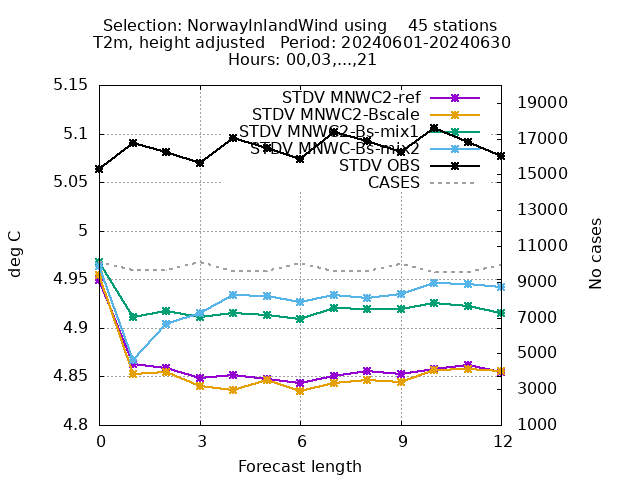 Selection: NorwayInlandWind using    45 stations
T2m, height adjusted   Period: 20240601-20240630
Hours: 00,03,...,21
STDV MNWC2-ref
STDV MNWC2-Bscale
STDV MNWC2-Bs-mix1
STDV MNWC-Bs-mix2
STDV OBS
CASES
5.15
5.1
5.05
5
4.95
4.9
4.85
4.8
deg C
19000
17000
15000
13000
11000
9000
7000
5000
3000
1000
No cases
0 3 6 9 12
Forecast length